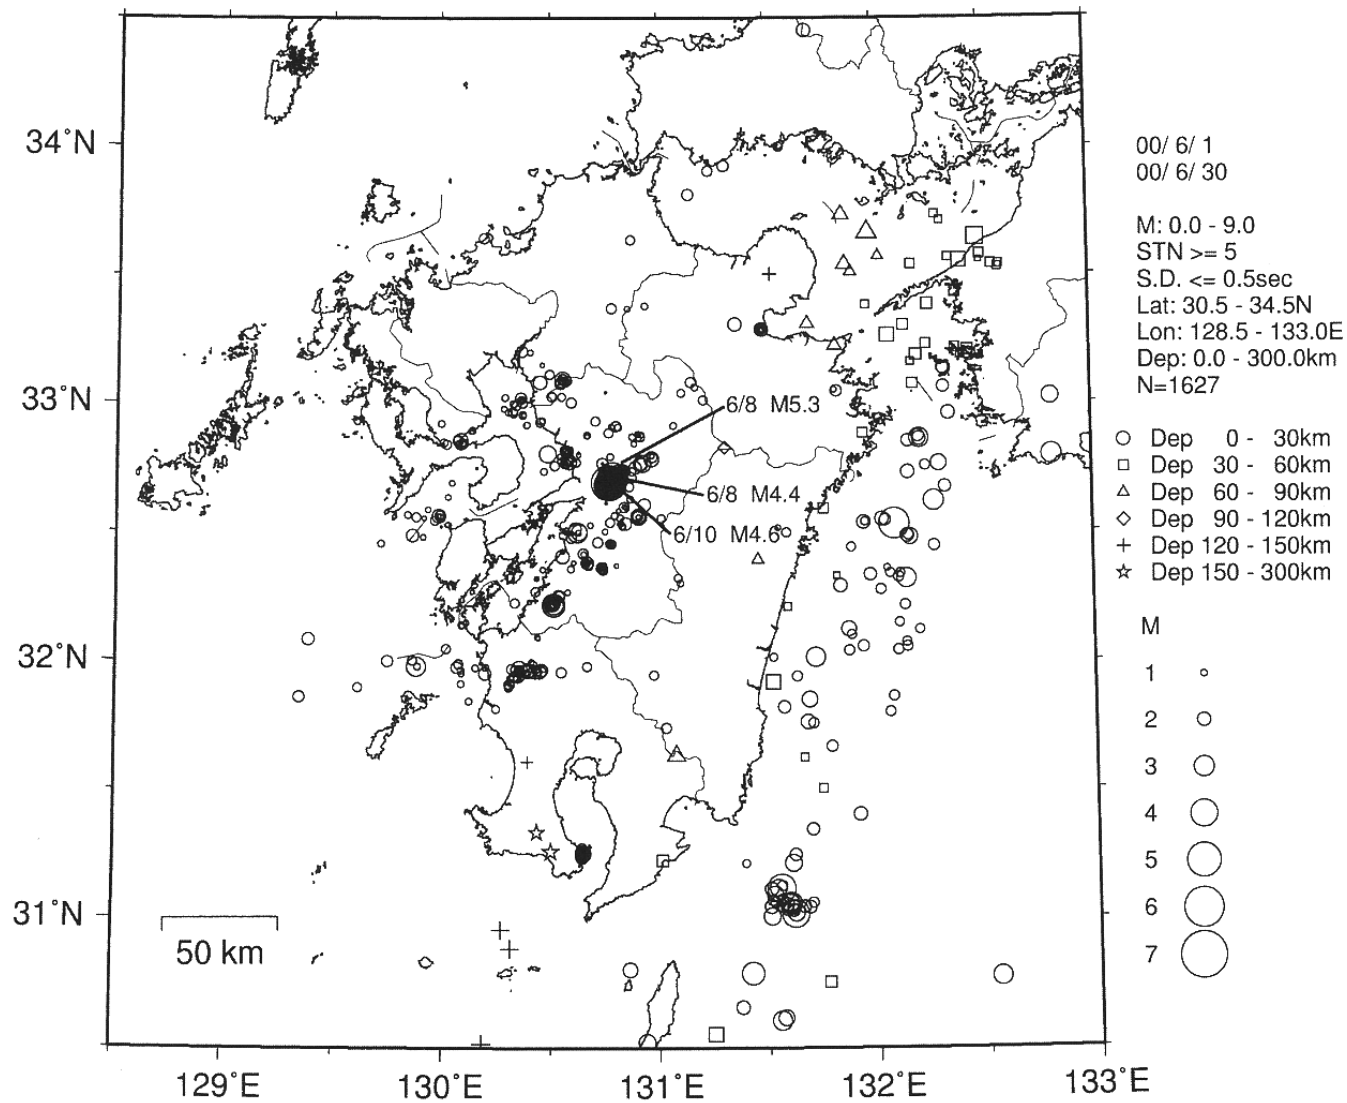 34°N
33°N
32°N
31°N
129°E
130°E
131°E
132°E
133°E
50 km
6/8 M5.3
6/8 M4.4
6/10 M4.6
00/ 6/ 1
00/ 6/ 30
M: 0.0 - 9.0
STN >= 5
S.D. <= 0.5sec
Lat: 30.5 - 34.5N
Lon: 128.5 - 133.0E
Dep: 0.0 - 300.0km
N=1627
Dep 0 - 30km
Dep 30 - 60km
Dep 60 - 90km
Dep 90 - 120km
Dep 120 - 150km
Dep 150 - 300km
M
1
2
3
4
5
6
7